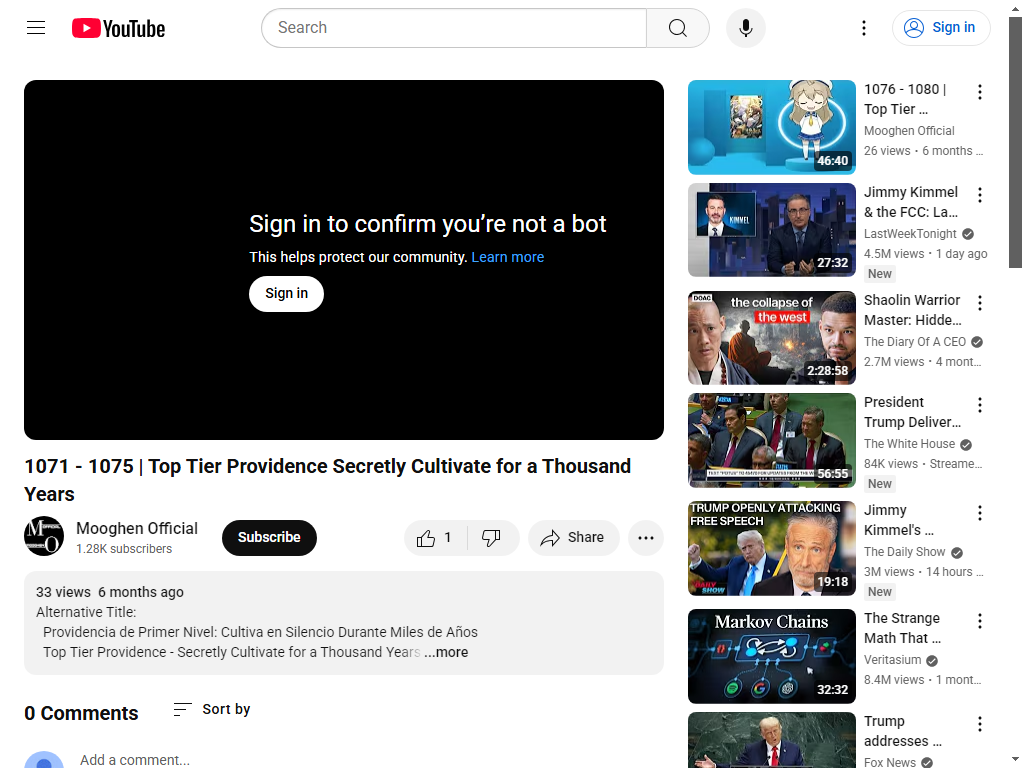 YouTube
Search
Sign in
Sign in to confirm you're not a bot
This helps protect our community. Learn more
Sign in
1071 - 1075 | Top Tier Providence Secretly Cultivate for a Thousand
Years
Mooghen Official
1.28K subscribers
Subscribe
1
Share
33 views 6 months ago
Alternative Title:
Providencia de Primer Nivel: Cultiva en Silencio Durante Miles de Años
Top Tier Providence - Secretly Cultivate for a Thousand Years ...more
0 Comments
Sort by
Add a comment...
46:40
1076 - 1080 |
Top Tier ...
Mooghen Official
26 views • 6 months ...
KIMMEL
27:32
Jimmy Kimmel
& the FCC: La...
LastWeekTonight
4.5M views • 1 day ago
New
DOAC
the collapse of
the west
2:28:58
Shaolin Warrior
Master: Hidde...
The Diary Of A CEO
2.7M views • 4 mont...
56:55
President
Trump Deliver...
The White House
84K views • Streame...
New
TRUMP OPENLY ATTACKING
FREE SPEECH
DAILY
SHOW
19:18
Jimmy
Kimmel's ...
The Daily Show
3M views • 14 hours ...
New
Markov Chains
32:32
The Strange
Math That ...
Veritasium
8.4M views • 1 mont...
Trump
addresses ...
Fox News